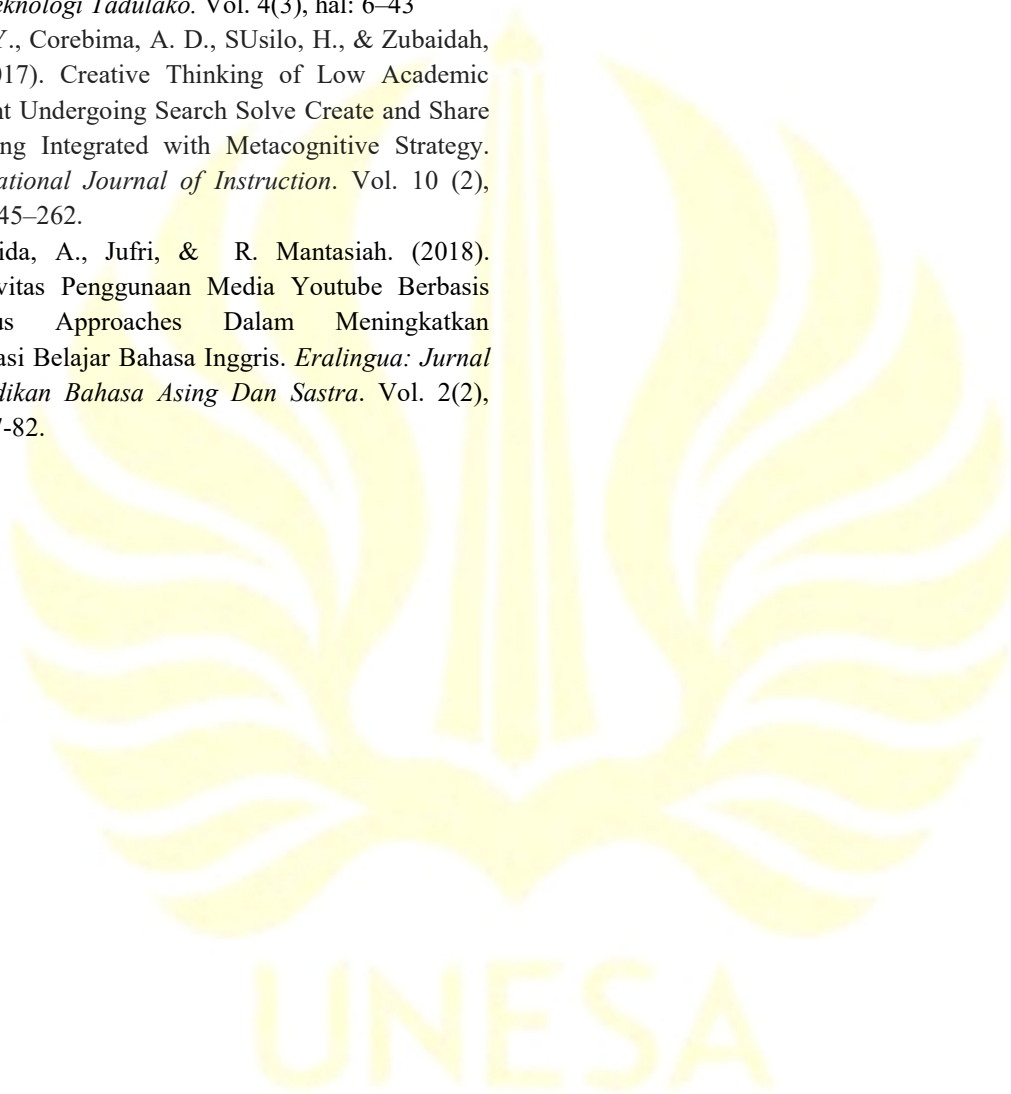 eknologi Tadulako. Vol. 4(3), hal: 6–43
Y., Corebima, A. D., SUsilo, H., & Zubaidah,
017). Creative Thinking of Low Academic
nt Undergoing Search Solve Create and Share
ng Integrated with Metacognitive Strategy.
ational Journal of Instruction. Vol. 10 (2),
45–262.
ida, A., Jufri, & R. Mantasiah. (2018).
vitas Penggunaan Media Youtube Berbasis
us Approaches Dalam Meningkatkan
asi Belajar Bahasa Inggris. Eralingua: Jurnal
dikan Bahasa Asing Dan Sastra. Vol. 2(2),
7-82.
UNESA